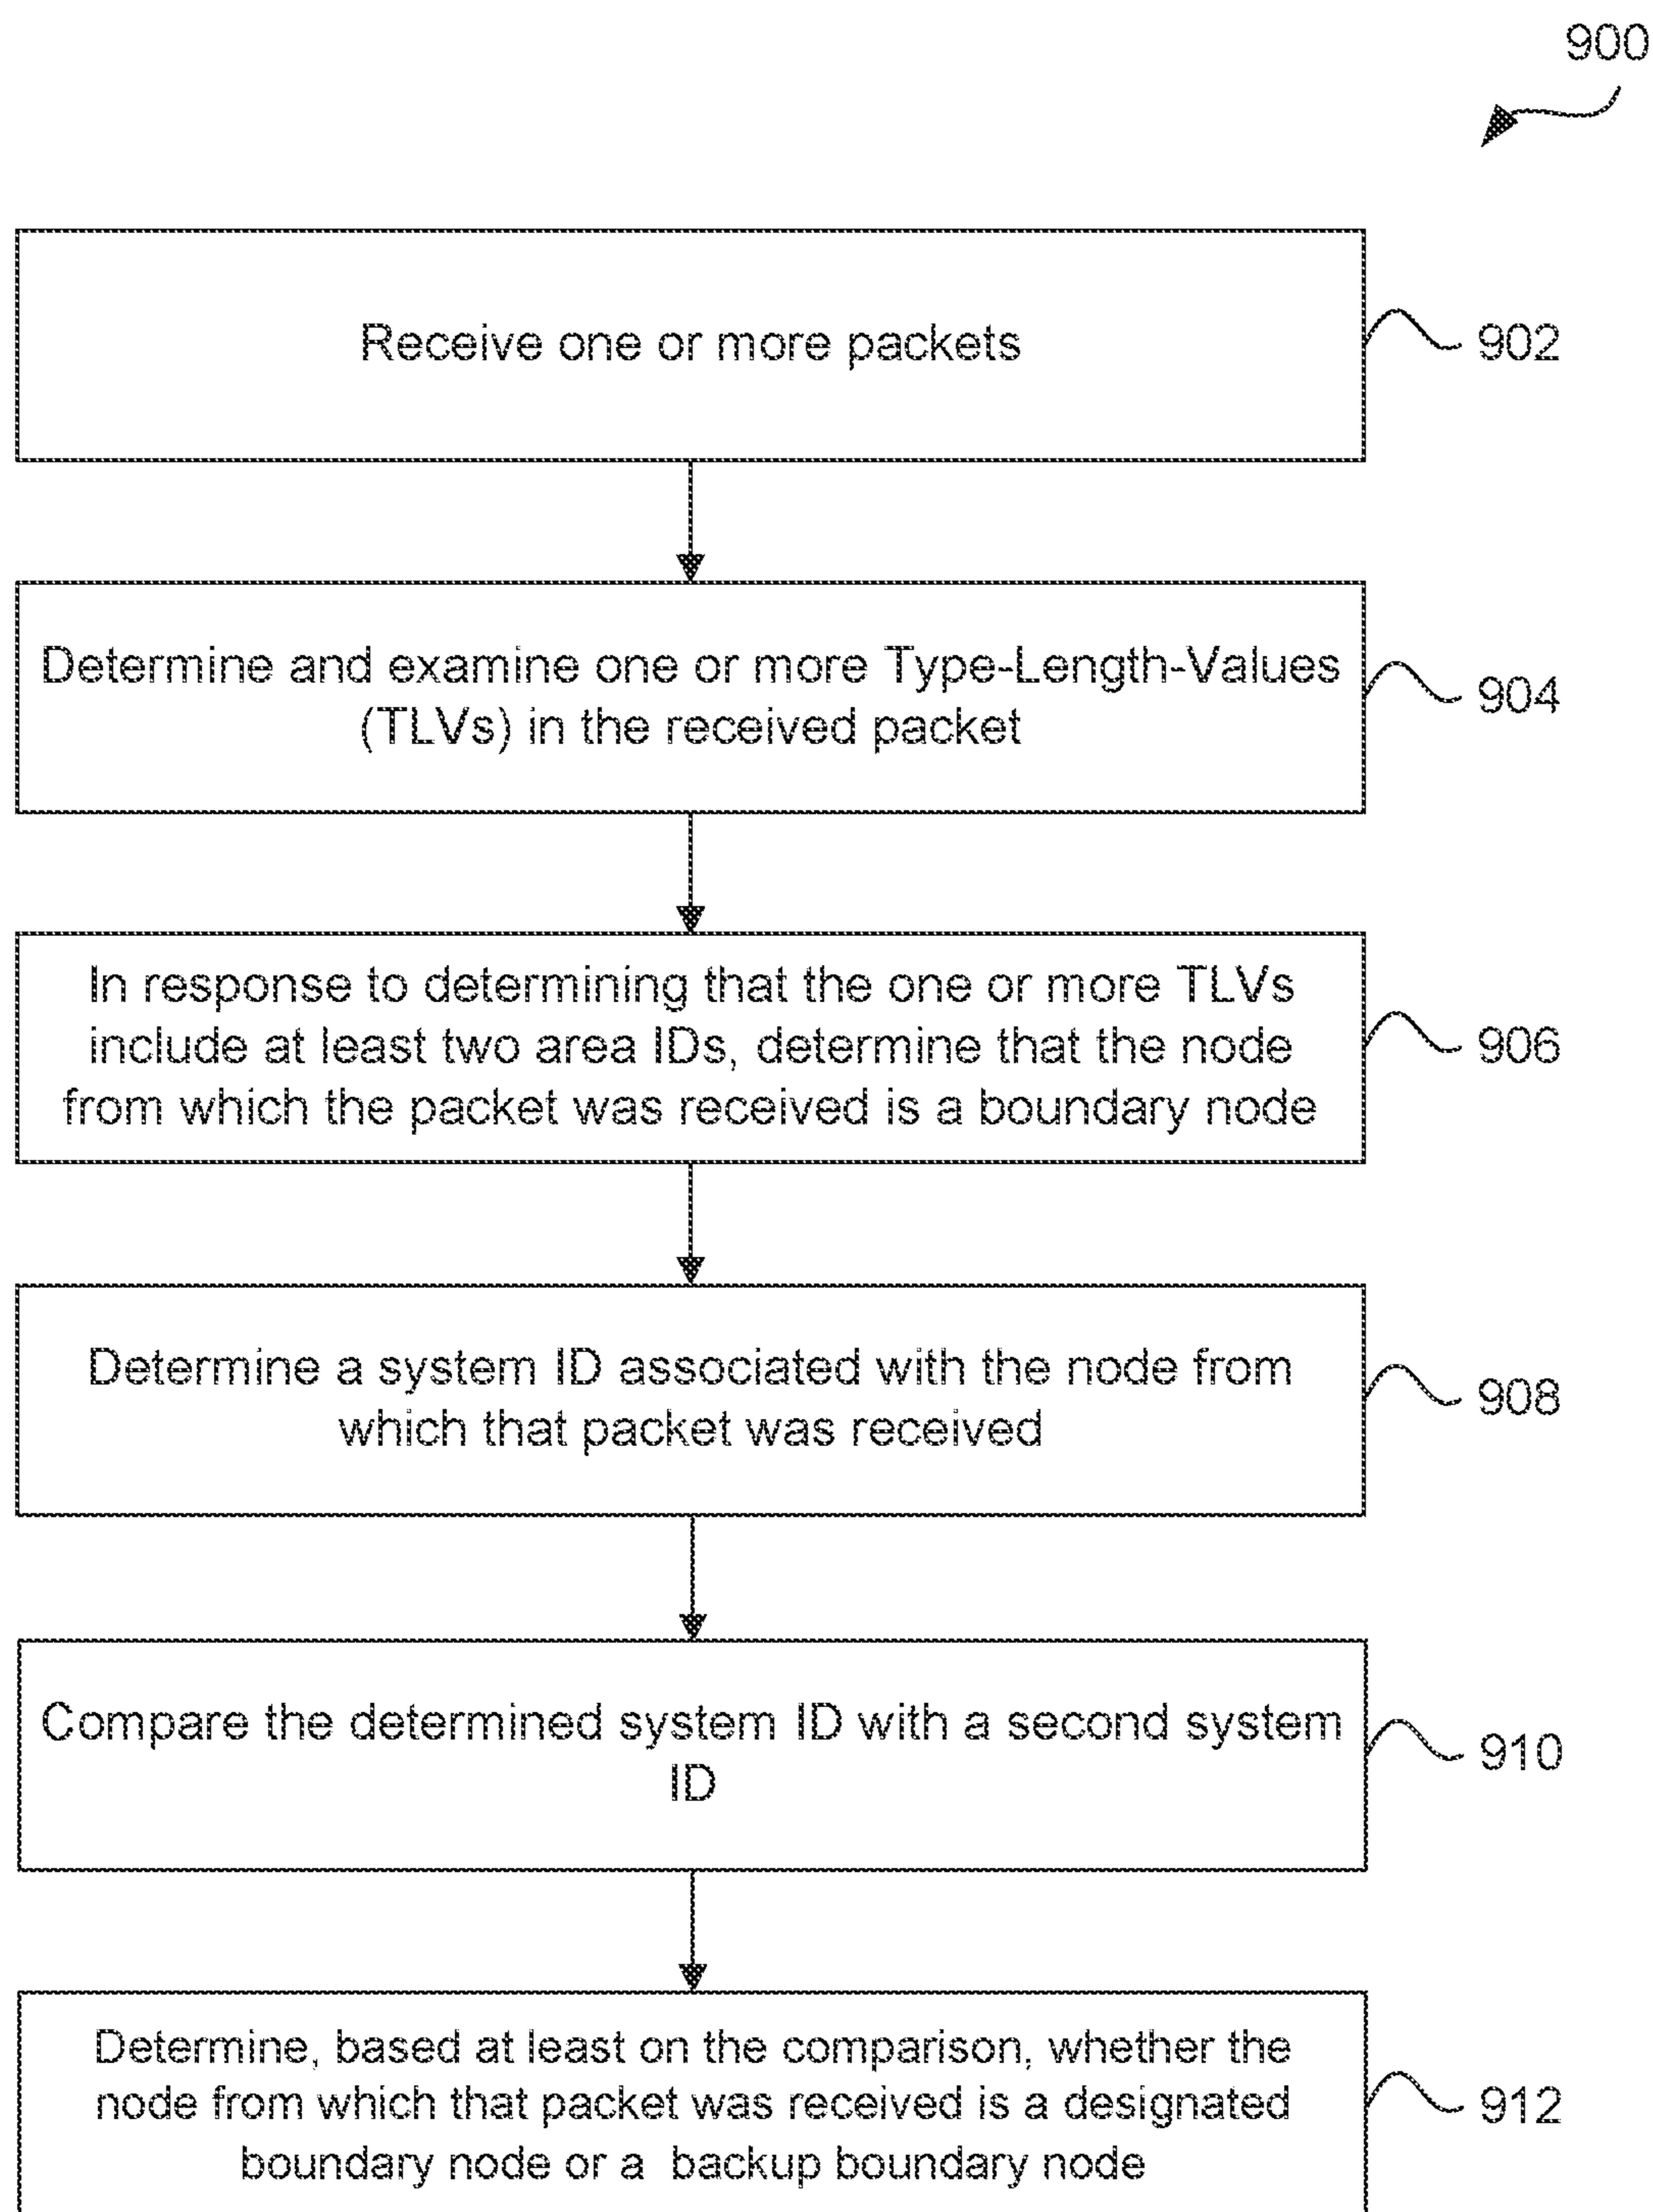 900
Receive one or more packets
902
Determine and examine one or more Type-Length-Values
(TLVs) in the received packet
904
In response to determining that the one or more TLVs
include at least two area IDs, determine that the node
from which the packet was received is a boundary node
906
Determine a system ID associated with the node from
which that packet was received
908
Compare the determined system ID with a second system
ID
910
Determine, based at least on the comparison, whether the
node from which that packet was received is a designated
boundary node or a backup boundary node
912